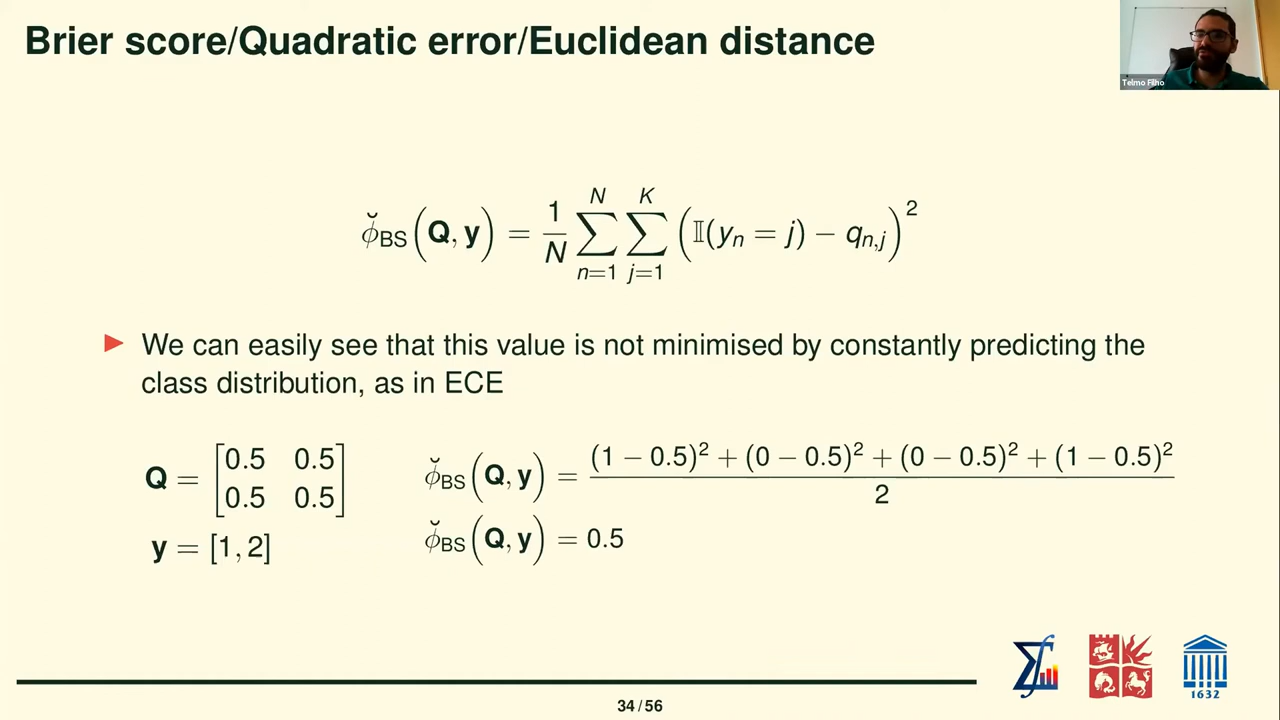 Brier score/Quadratic error/Euclidean distance
Telmo Filho
ϕ̆_BS(Q, y) = 1/N ∑_{n=1}^{N} ∑_{j=1}^{K} (𝕀(y_n = j) − q_{n,j})²
We can easily see that this value is not minimised by constantly predicting the
class distribution, as in ECE
Q = [0.5 0.5
0.5 0.5]
y = [1, 2]
ϕ̆_BS(Q, y) = ((1 − 0.5)² + (0 − 0.5)² + (0 − 0.5)² + (1 − 0.5)²)/2
ϕ̆_BS(Q, y) = 0.5
1632
34/56